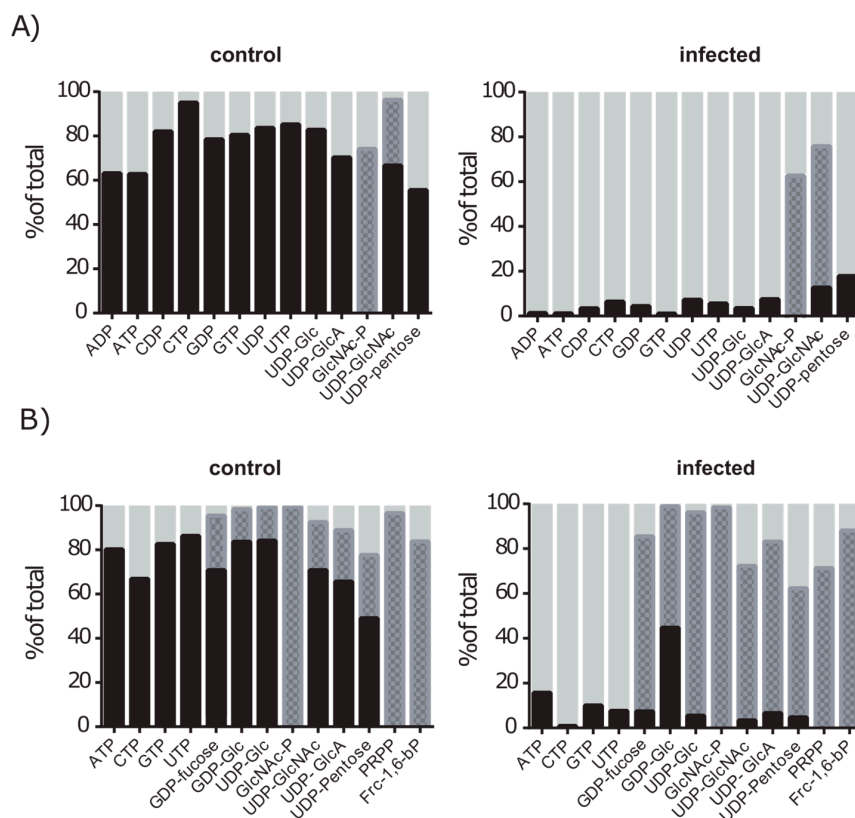 A)
control
infected
% of total
100
80
60
40
20
0
ADP
ATP
CDP
CTP
GDP
GTP
UDP
UTP
UDP-Glc
UDP-GlcA
GlcNAc-P
UDP-GlcNAc
UDP-pentose
% of total
100
80
60
40
20
0
ADP
ATP
CDP
CTP
GDP
GTP
UDP
UTP
UDP-Glc
UDP-GlcA
GlcNAc-P
UDP-GlcNAc
UDP-pentose
B)
control
infected
% of total
100
80
60
40
20
0
ATP
CTP
GTP
UTP
GDP-fucose
GDP-Glc
UDP-Glc
GlcNAc-P
UDP-GlcNAc
UDP- GlcA
UDP-Pentose
PRPP
Frc-1,6-bP
% of total
100
80
60
40
20
0
ATP
CTP
GTP
UTP
GDP-fucose
GDP-Glc
UDP-Glc
GlcNAc-P
UDP-GlcNAc
UDP- GlcA
UDP-Pentose
PRPP
Frc-1,6-bP